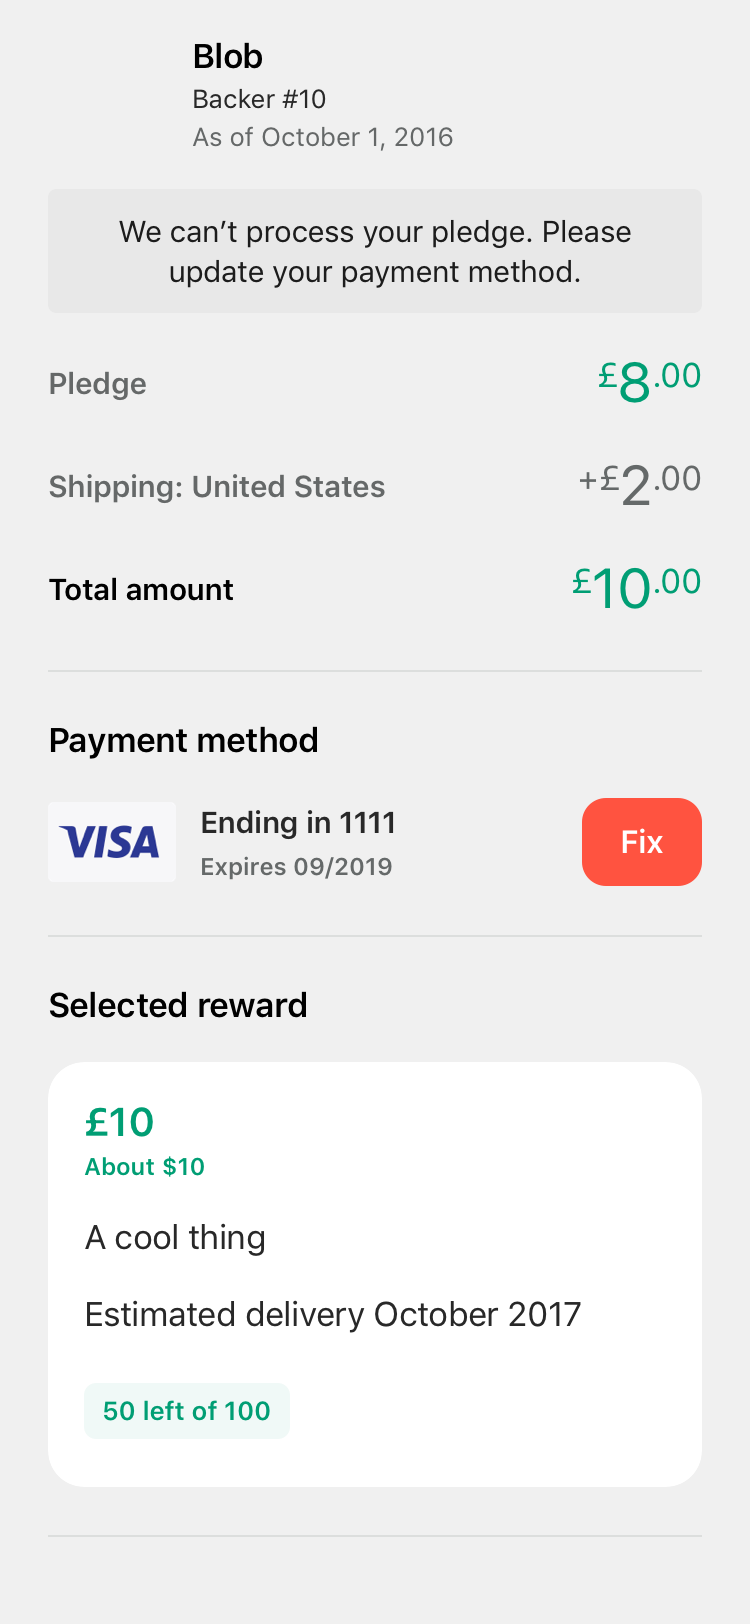 Blob
Backer #10
As of October 1, 2016
We can’t process your pledge. Please
update your payment method.
Pledge £8.00
Shipping: United States +£2.00
Total amount £10.00
Payment method
VISA
Ending in 1111
Expires 09/2019
Fix
Selected reward
£10
About $10
A cool thing
Estimated delivery October 2017
50 left of 100